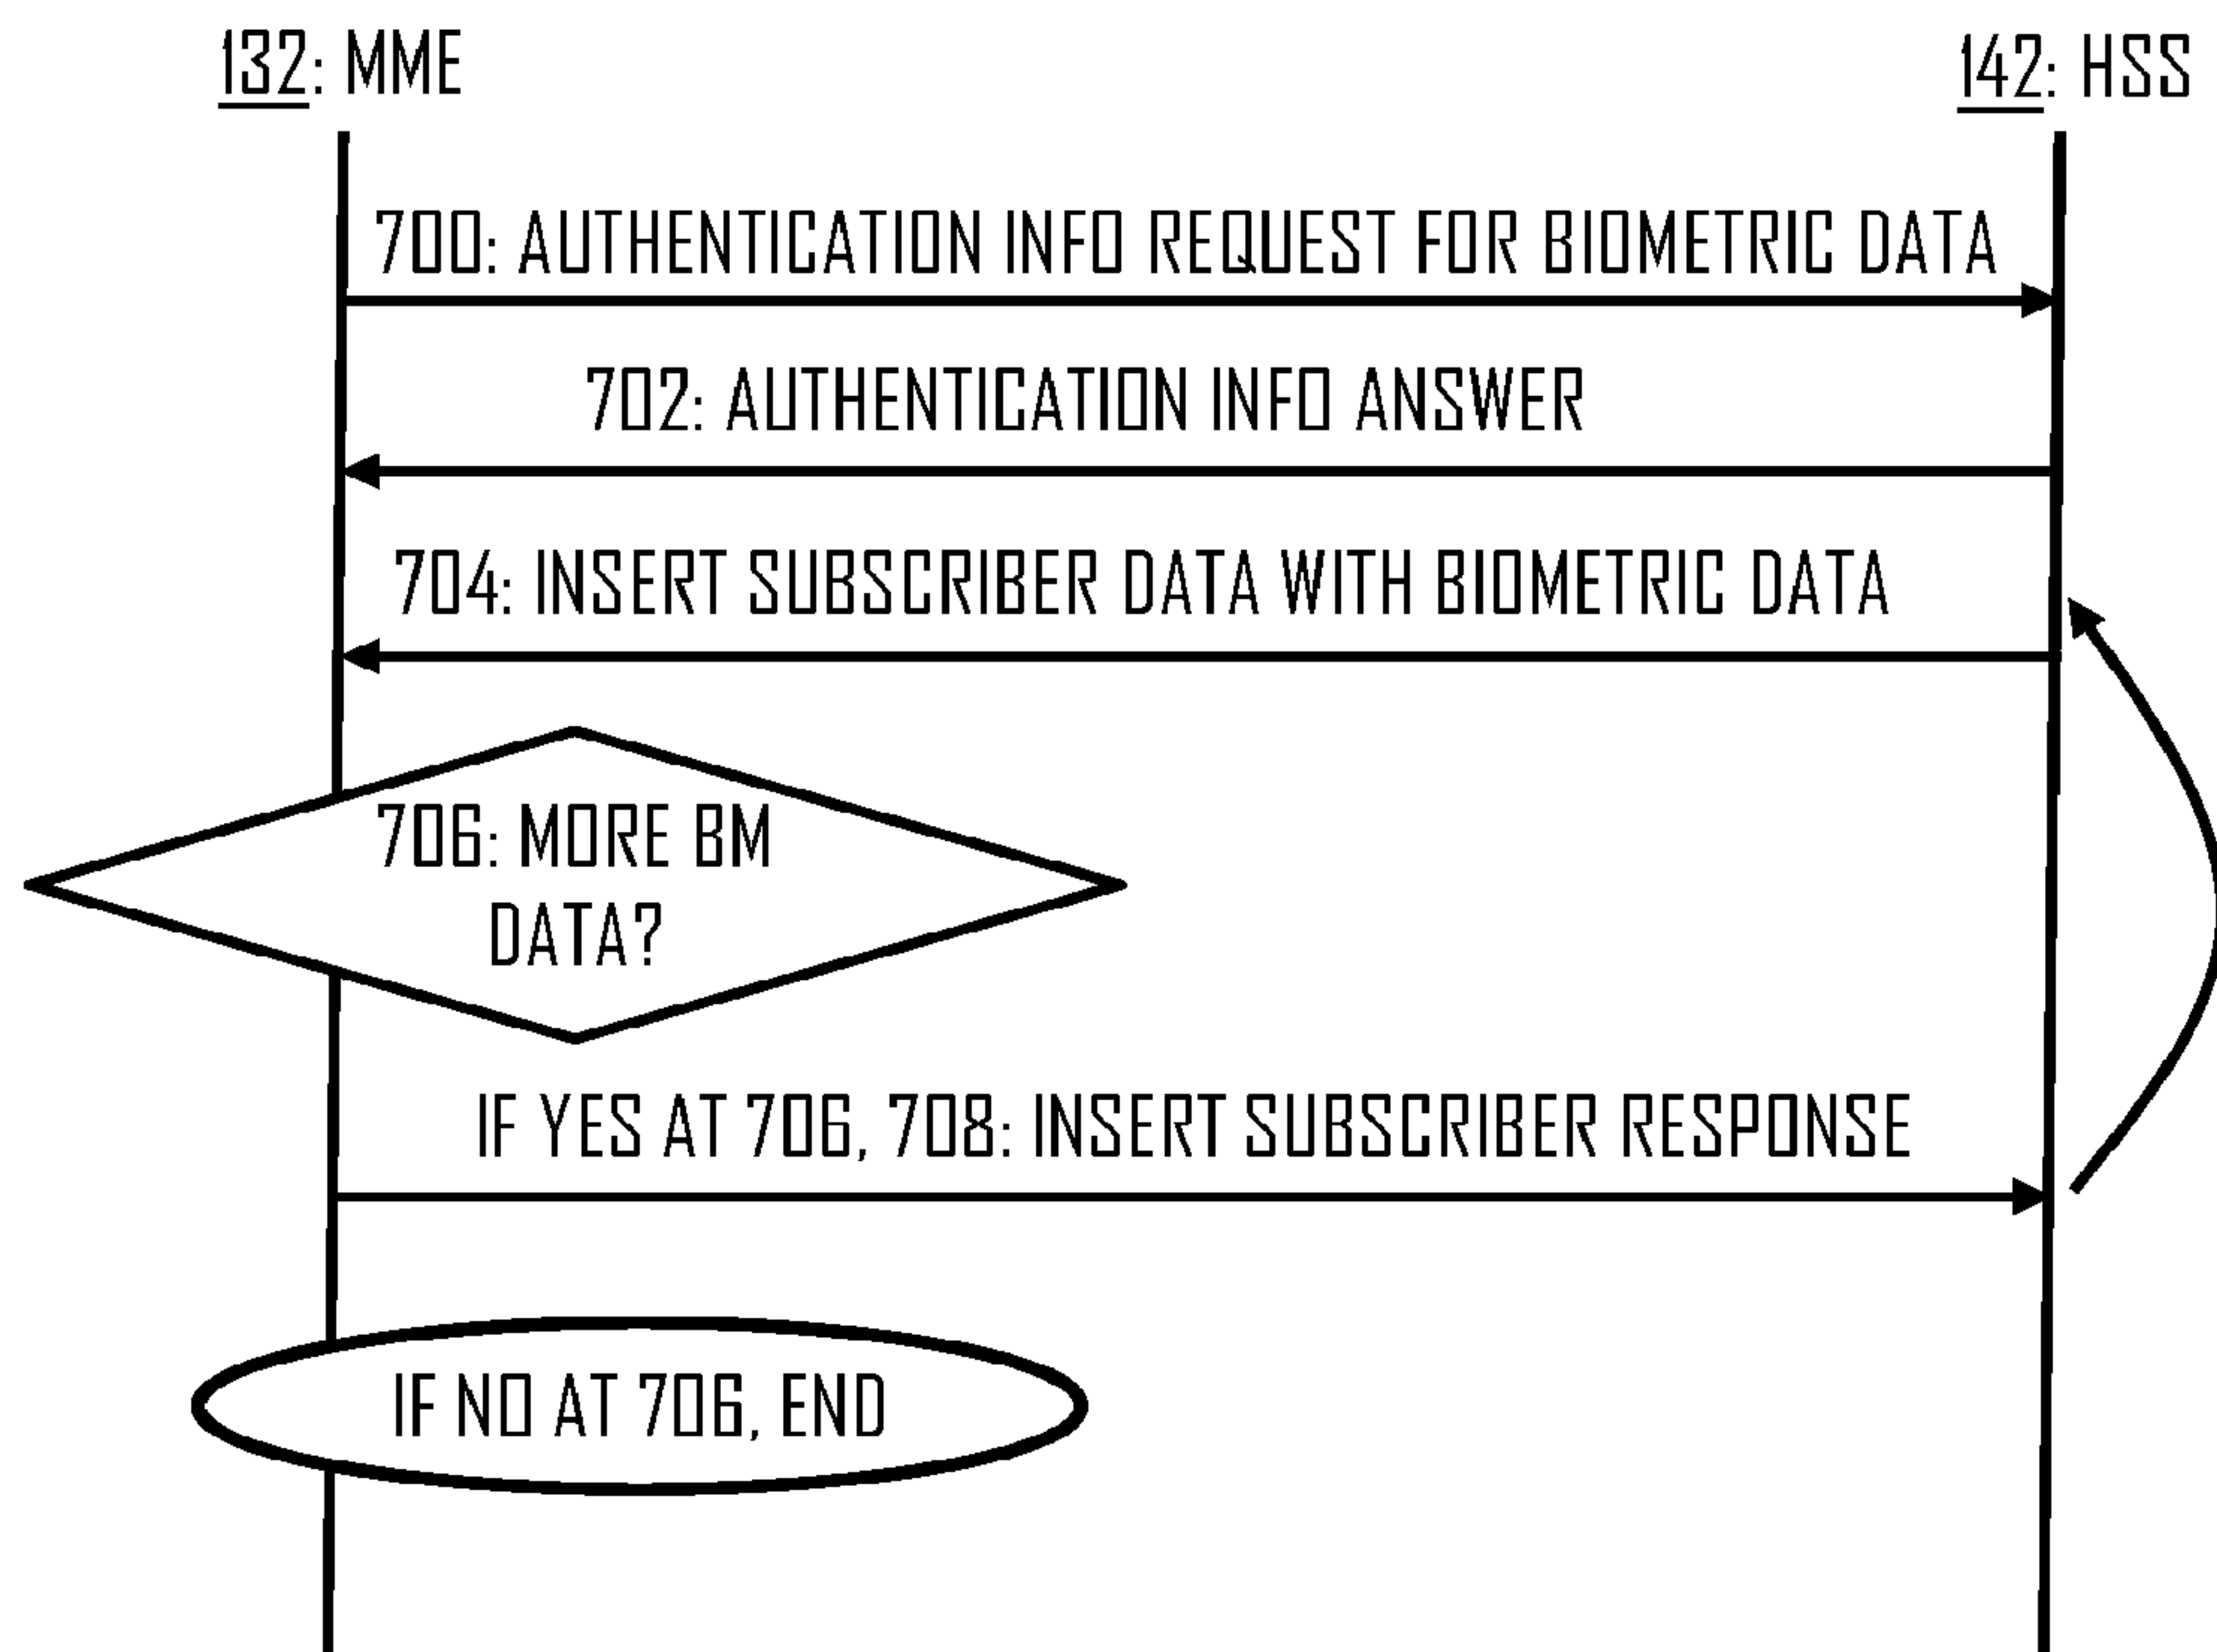 132: MME
142: HSS
700: AUTHENTICATION INFO REQUEST FOR BIOMETRIC DATA
702: AUTHENTICATION INFO ANSWER
704: INSERT SUBSCRIBER DATA WITH BIOMETRIC DATA
706: MORE BM
DATA?
IF YES AT 706, 708: INSERT SUBSCRIBER RESPONSE
IF NO AT 706, END